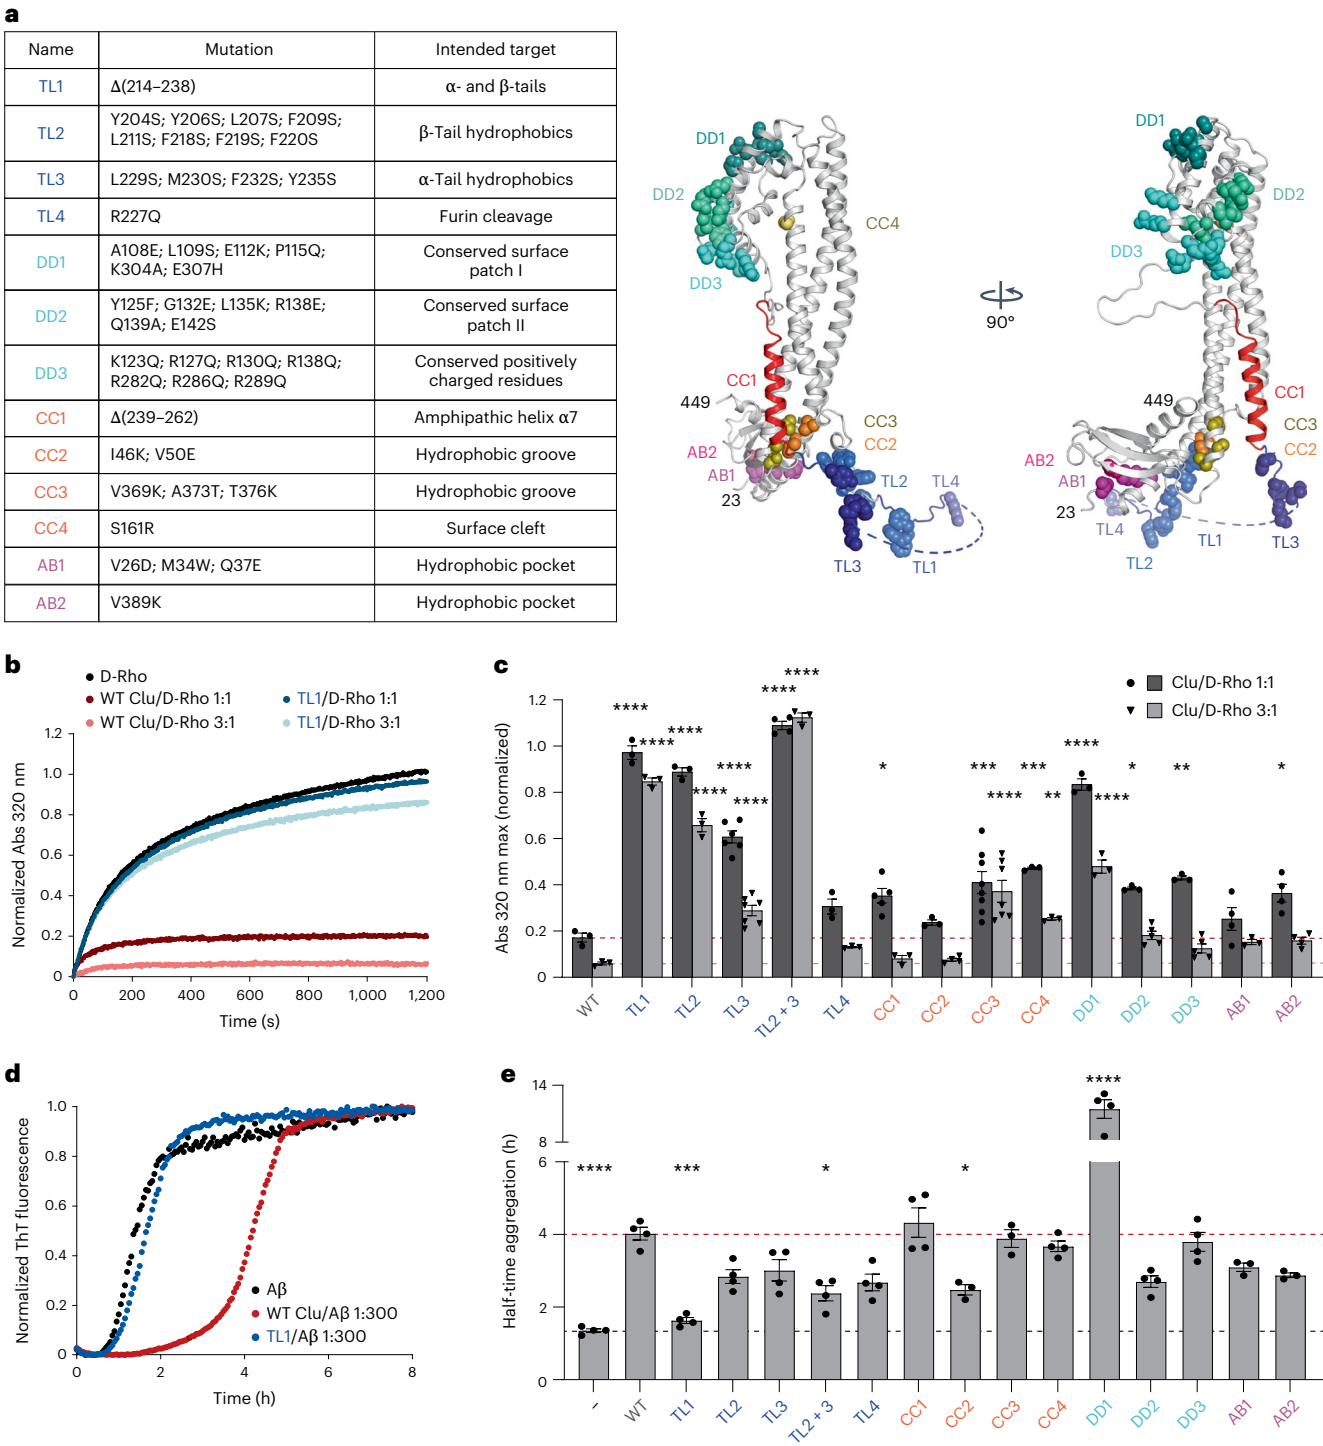 a
Name Mutation Intended target
TL1 Δ(214–238) α- and β-tails
TL2 Y204S; Y206S; L207S; F209S;
L211S; F218S; F219S; F220S β-Tail hydrophobics
TL3 L229S; M230S; F232S; Y235S α-Tail hydrophobics
TL4 R227Q Furin cleavage
DD1 A108E; L109S; E112K; P115Q;
K304A; E307H Conserved surface
patch I
DD2 Y125F; G132E; L135K; R138E;
Q139A; E142S Conserved surface
patch II
DD3 K123Q; R127Q; R130Q; R138Q;
R282Q; R286Q; R289Q Conserved positively
charged residues
CC1 Δ(239–262) Amphipathic helix α7
CC2 I46K; V50E Hydrophobic groove
CC3 V369K; A373T; T376K Hydrophobic groove
CC4 S161R Surface cleft
AB1 V26D; M34W; Q37E Hydrophobic pocket
AB2 V389K Hydrophobic pocket
DD1
DD2
CC4
DD3
CC1
449
CC3
CC2
AB2
AB1
23
TL2
TL4
TL3
TL1
90°
DD1
DD2
DD3
CC1
449
CC3
CC2
AB2
AB1
23
TL4
TL1
TL3
TL2
b
D-Rho
WT Clu/D-Rho 1:1
TL1/D-Rho 1:1
WT Clu/D-Rho 3:1
TL1/D-Rho 3:1
Normalized Abs 320 nm
1.2
1.0
0.8
0.6
0.4
0.2
0
0 200 400 600 800 1,000 1,200
Time (s)
c
Clu/D-Rho 1:1
Clu/D-Rho 3:1
Abs 320 nm max (normalized)
1.2
1.0
0.8
0.6
0.4
0.2
0
**** **** **** **** **** **** **** **** * *** **** *** ** **** **** * ** *
WT TL1 TL2 TL3 TL2 + 3 TL4 CC1 CC2 CC3 CC4 DD1 DD2 DD3 AB1 AB2
d
Normalized ThT fluorescence
1.0
0.8
0.6
0.4
0.2
0
0 2 4 6 8
Time (h)
Aβ
WT Clu/Aβ 1:300
TL1/Aβ 1:300
e
Half-time aggregation (h)
14
8
6
4
2
0
**** *** * * ****
– WT TL1 TL2 TL3 TL2 + 3 TL4 CC1 CC2 CC3 CC4 DD1 DD2 DD3 AB1 AB2